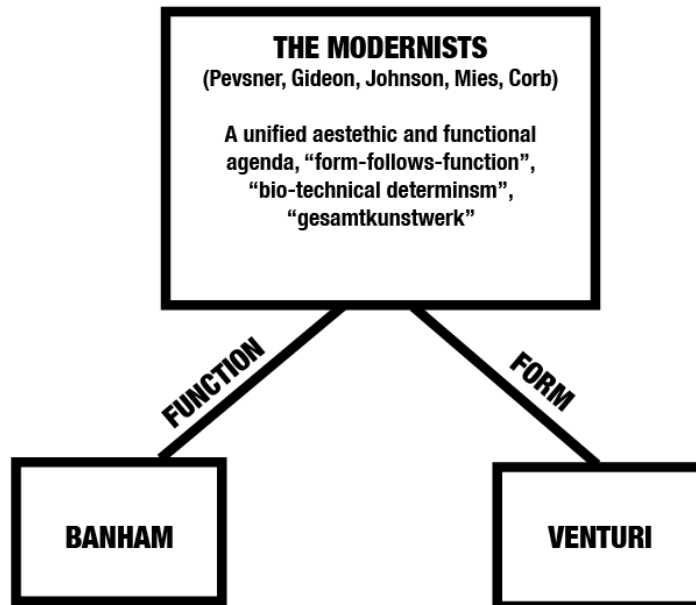 THE MODERNISTS
(Pevsner, Gideon, Johnson, Mies, Corb)
A unified aestethic and functional
agenda, “form-follows-function”,
“bio-technical determinsm”,
“gesamtkunstwerk”
FUNCTION
FORM
BANHAM
VENTURI